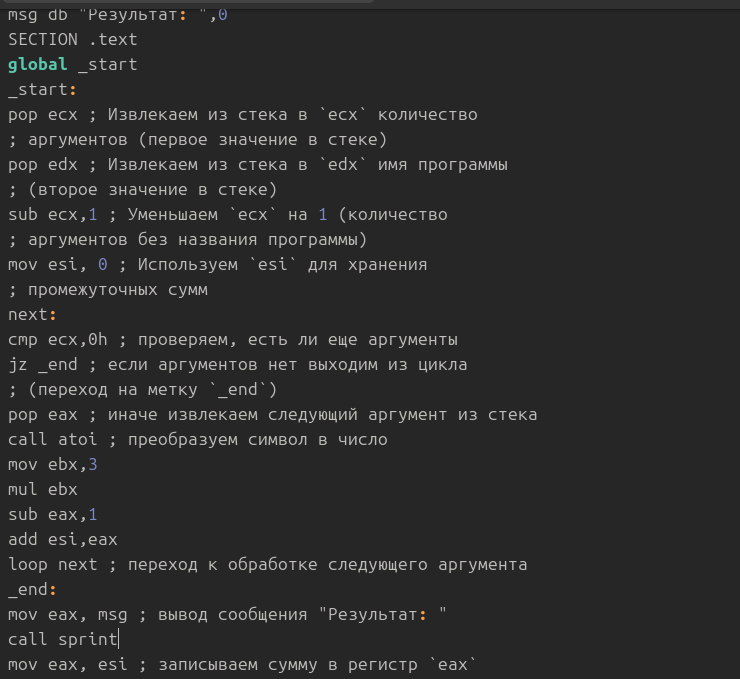 msg db "Результат: ",0
SECTION .text
global _start
_start:
pop ecx ; Извлекаем из стека в `ecx` количество
; аргументов (первое значение в стеке)
pop edx ; Извлекаем из стека в `edx` имя программы
; (второе значение в стеке)
sub ecx,1 ; Уменьшаем `ecx` на 1 (количество
; аргументов без названия программы)
mov esi, 0 ; Используем `esi` для хранения
; промежуточных сумм
next:
cmp ecx,0h ; проверяем, есть ли еще аргументы
jz _end ; если аргументов нет выходим из цикла
; (переход на метку `_end`)
pop eax ; иначе извлекаем следующий аргумент из стека
call atoi ; преобразуем символ в число
mov ebx,3
mul ebx
sub eax,1
add esi,eax
loop next ; переход к обработке следующего аргумента
_end:
mov eax, msg ; вывод сообщения "Результат: "
call sprint
mov eax, esi ; записываем сумму в регистр `eax`